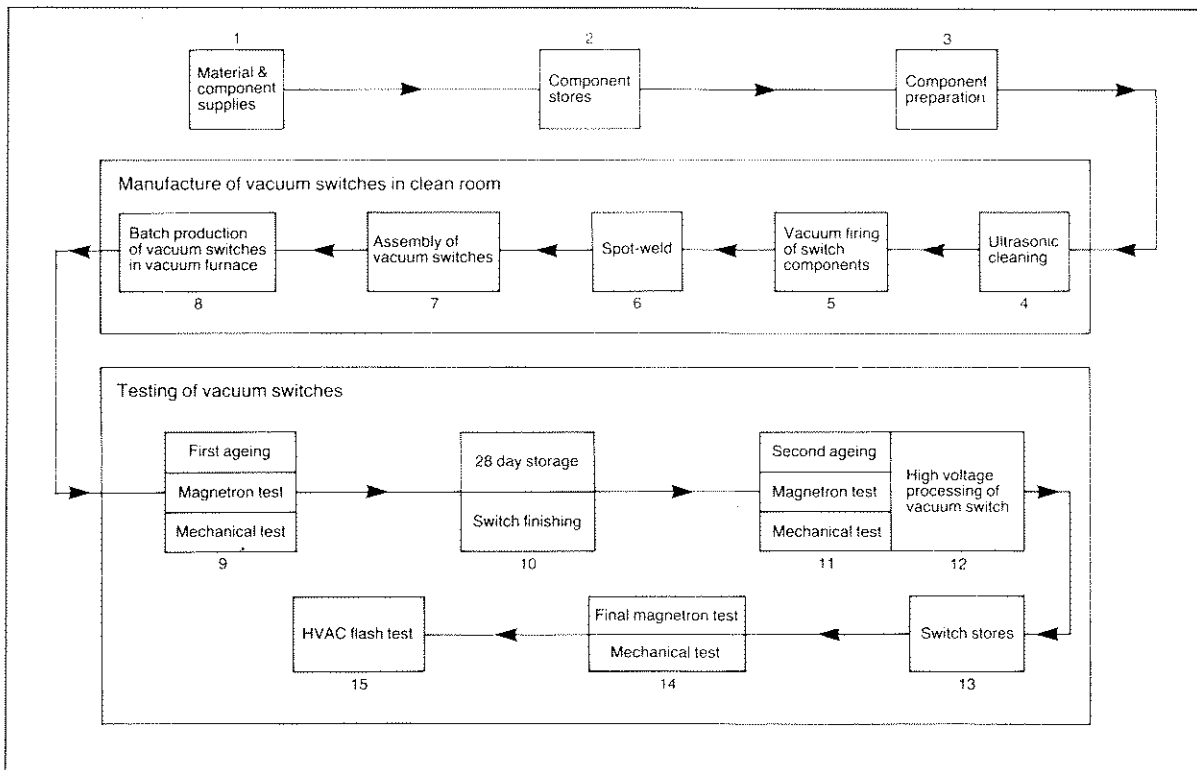 1
Material &
component
supplies
2
Component
stores
3
Component
preparation
Manufacture of vacuum switches in clean room
Batch production
of vacuum switches
in vacuum furnace
8
Assembly of
vacuum switches
7
Spot-weld
6
Vacuum firing
of switch
components
5
Ultrasonic
cleaning
4
Testing of vacuum switches
First ageing
Magnetron test
Mechanical test
9
28 day storage
Switch finishing
10
Second ageing
Magnetron test
Mechanical test
11
High voltage
processing of
vacuum switch
12
HVAC flash test
15
Final magnetron test
Mechanical test
14
Switch stores
13